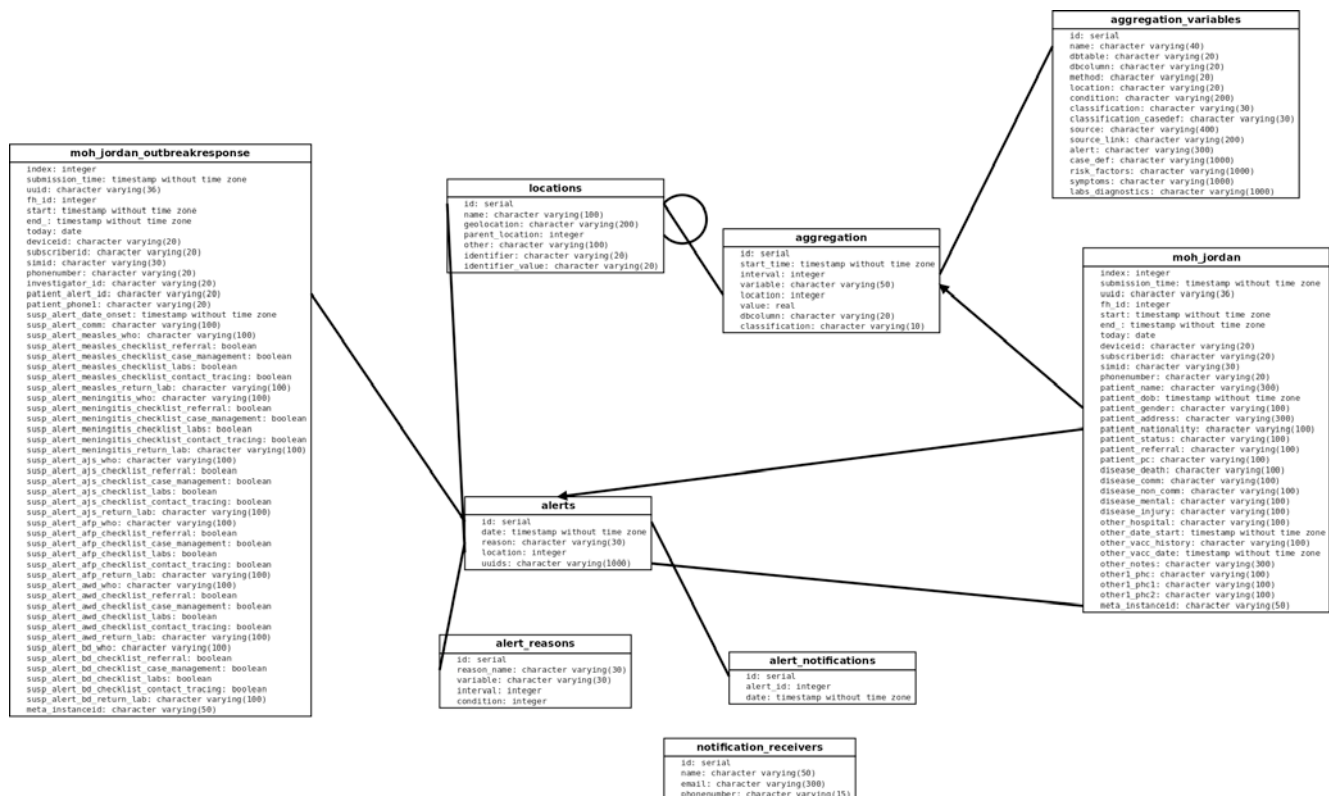 aggregation_variables
id: serial
name: character varying(40)
dbtable: character varying(20)
dbcolumn: character varying(20)
method: character varying(20)
location: character varying(20)
condition: character varying(200)
classification: character varying(30)
classification_casedef: character varying(30)
source: character varying(400)
source_link: character varying(200)
alert: character varying(300)
case_def: character varying(1000)
risk_factors: character varying(1000)
symptoms: character varying(1000)
labs_diagnostics: character varying(1000)
moh_jordan_outbreakresponse
index: integer
submission_time: timestamp without time zone
uuid: character varying(36)
fh_id: integer
start: timestamp without time zone
end_: timestamp without time zone
today: date
deviceid: character varying(20)
subscriberid: character varying(20)
simid: character varying(30)
phonenumber: character varying(20)
investigator_id: character varying(20)
patient_alert_id: character varying(20)
patient_phone1: character varying(20)
susp_alert_date_onset: timestamp without time zone
susp_alert_comm: character varying(100)
susp_alert_measles_who: character varying(100)
susp_alert_measles_checklist_referral: boolean
susp_alert_measles_checklist_case_management: boolean
susp_alert_measles_checklist_labs: boolean
susp_alert_measles_checklist_contact_tracing: boolean
susp_alert_measles_return_lab: character varying(100)
susp_alert_meningitis_who: character varying(100)
susp_alert_meningitis_checklist_referral: boolean
susp_alert_meningitis_checklist_case_management: boolean
susp_alert_meningitis_checklist_labs: boolean
susp_alert_meningitis_checklist_contact_tracing: boolean
susp_alert_meningitis_return_lab: character varying(100)
susp_alert_ajs_who: character varying(100)
susp_alert_ajs_checklist_referral: boolean
susp_alert_ajs_checklist_case_management: boolean
susp_alert_ajs_checklist_labs: boolean
susp_alert_ajs_checklist_contact_tracing: boolean
susp_alert_ajs_return_lab: character varying(100)
susp_alert_afp_who: character varying(100)
susp_alert_afp_checklist_referral: boolean
susp_alert_afp_checklist_case_management: boolean
susp_alert_afp_checklist_labs: boolean
susp_alert_afp_checklist_contact_tracing: boolean
susp_alert_afp_return_lab: character varying(100)
susp_alert_awd_who: character varying(100)
susp_alert_awd_checklist_referral: boolean
susp_alert_awd_checklist_case_management: boolean
susp_alert_awd_checklist_labs: boolean
susp_alert_awd_checklist_contact_tracing: boolean
susp_alert_awd_return_lab: character varying(100)
susp_alert_bd_who: character varying(100)
susp_alert_bd_checklist_referral: boolean
susp_alert_bd_checklist_case_management: boolean
susp_alert_bd_checklist_labs: boolean
susp_alert_bd_checklist_contact_tracing: boolean
susp_alert_bd_return_lab: character varying(100)
meta_instanceid: character varying(50)
locations
id: serial
name: character varying(100)
geolocation: character varying(200)
parent_location: integer
other: character varying(100)
identifier: character varying(20)
identifier_value: character varying(20)
aggregation
id: serial
start_time: timestamp without time zone
interval: integer
variable: character varying(50)
location: integer
value: real
dbcolumn: character varying(20)
classification: character varying(10)
moh_jordan
index: integer
submission_time: timestamp without time zone
uuid: character varying(36)
fh_id: integer
start: timestamp without time zone
end_: timestamp without time zone
today: date
deviceid: character varying(20)
subscriberid: character varying(20)
simid: character varying(30)
phonenumber: character varying(20)
patient_name: character varying(300)
patient_dob: timestamp without time zone
patient_gender: character varying(100)
patient_address: character varying(300)
patient_nationality: character varying(100)
patient_status: character varying(100)
patient_referral: character varying(100)
patient_pc: character varying(100)
disease_death: character varying(100)
disease_comm: character varying(100)
disease_non_comm: character varying(100)
disease_mental: character varying(100)
disease_injury: character varying(100)
other_hospital: character varying(100)
other_date_start: timestamp without time zone
other_vacc_history: character varying(100)
other_vacc_date: timestamp without time zone
other_notes: character varying(300)
other1_phc: character varying(100)
other1_phc1: character varying(100)
other1_phc2: character varying(100)
meta_instanceid: character varying(50)
alerts
id: serial
date: timestamp without time zone
reason: character varying(30)
location: integer
uuids: character varying(1000)
alert_reasons
id: serial
reason_name: character varying(30)
variable: character varying(30)
interval: integer
condition: integer
alert_notifications
id: serial
alert_id: integer
date: timestamp without time zone
notification_receivers
id: serial
name: character varying(50)
email: character varying(300)
phonenumber: character varying(15)